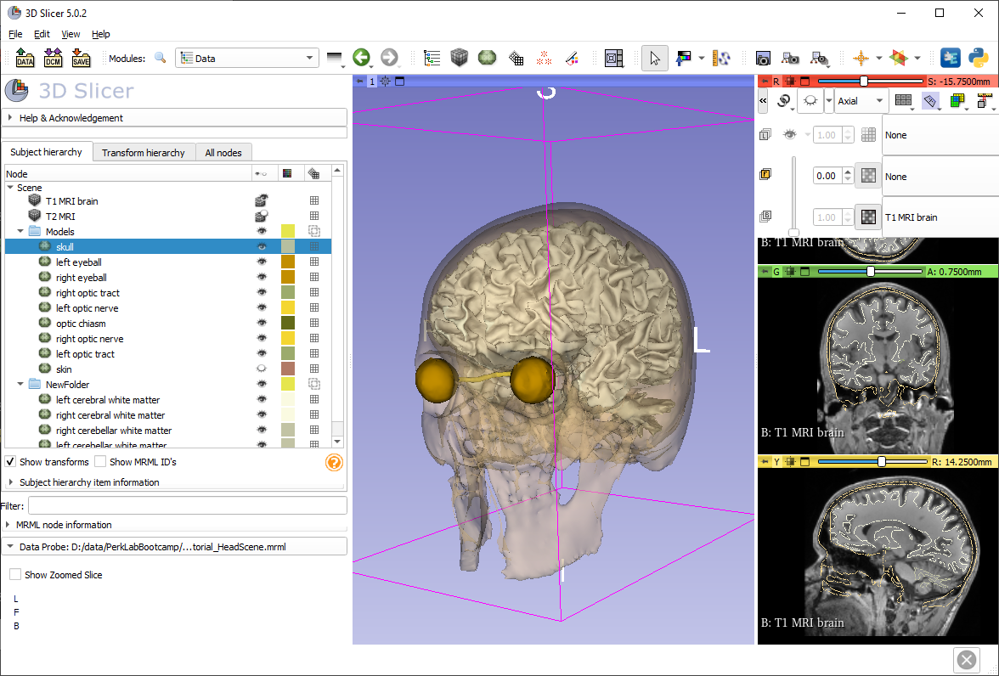 3D Slicer 5.0.2
File Edit View Help
DATA DCM SAVE Modules: Data
3D Slicer
Help & Acknowledgement
Subject hierarchy Transform hierarchy All nodes
Node
Scene
T1 MRI brain
T2 MRI
Models
skull
left eyeball
right eyeball
right optic tract
left optic nerve
optic chiasm
right optic nerve
left optic tract
skin
NewFolder
left cerebral white matter
right cerebral white matter
right cerebellar white matter
left cerebellar white matter
Show transforms Show MRML ID's
Subject hierarchy item information
Filter:
MRML node information
Data Probe: D:/data/PerkLabBootcamp/...torial_HeadScene.mrml
Show Zoomed Slice
L
F
B
1
S
L
I
R S: -15.7500mm
Axial
1.00 None
F 0.00 None
B 1.00 T1 MRI brain
B: T1 MRI brain
G A: 0.7500mm
B: T1 MRI brain
Y R: 14.2500mm
B: T1 MRI brain